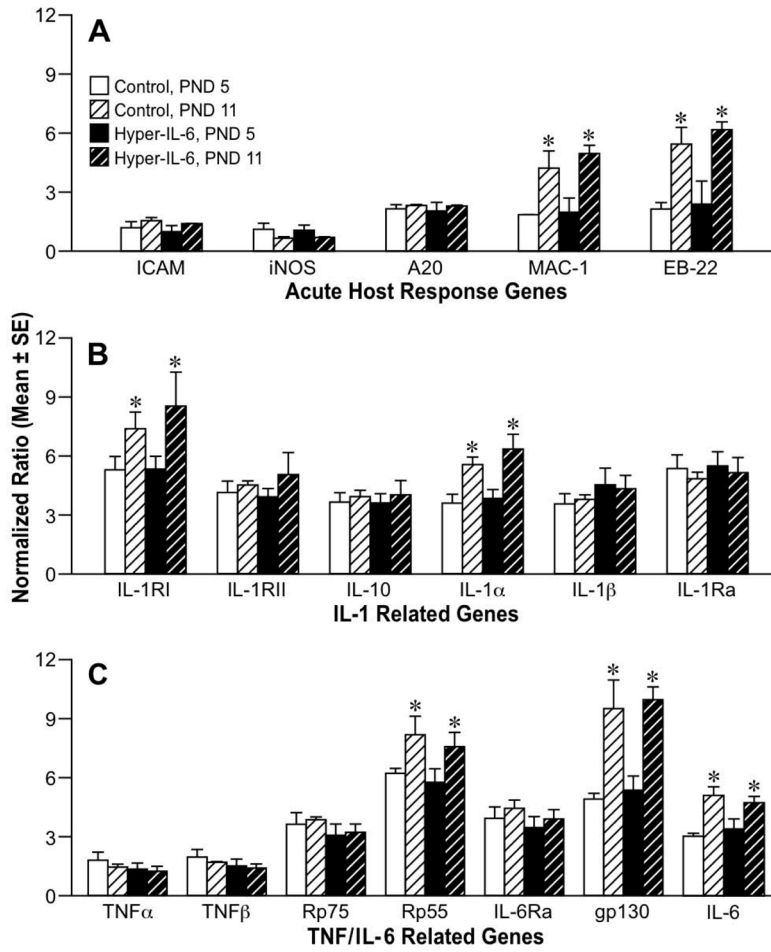 Normalized Ratio (Mean ± SE)
12
9
6
3
0
A
Control, PND 5
Control, PND 11
Hyper-IL-6, PND 5
Hyper-IL-6, PND 11
* * * *
ICAM iNOS A20 MAC-1 EB-22
Acute Host Response Genes
12
9
6
3
0
B
* * * *
IL-1RI IL-1RII IL-10 IL-1α IL-1β IL-1Ra
IL-1 Related Genes
12
9
6
3
0
C
* * * * * *
TNFα TNFβ Rp75 Rp55 IL-6Ra gp130 IL-6
TNF/IL-6 Related Genes